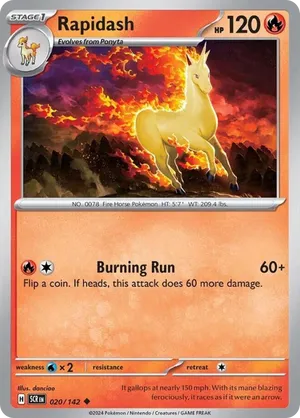 STAGE 1
Rapidash
HP 120
Evolves from Ponyta
NO. 0078 Fire Horse Pokémon HT: 5'7" WT: 209.4 lbs.
Burning Run 60+
Flip a coin. If heads, this attack does 60 more damage.
weakness ×2 resistance retreat
Illus. danciao
H SCR EN 020/142
It gallops at nearly 150 mph. With its mane blazing
ferociously, it races as if it were an arrow.
©2024 Pokémon / Nintendo / Creatures / GAME FREAK